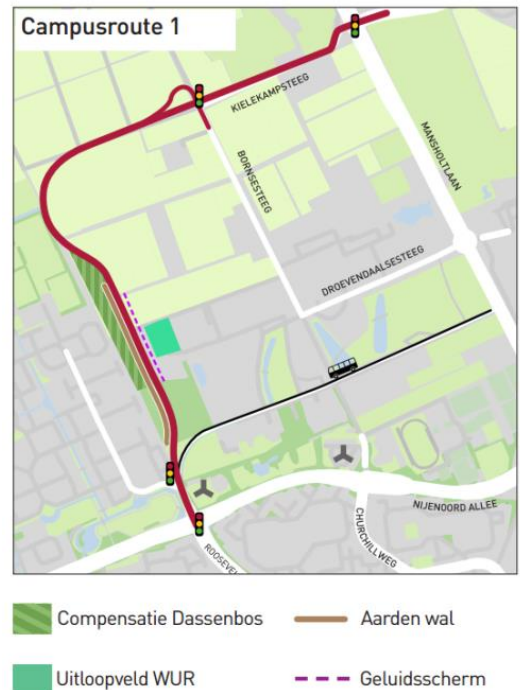 Campusroute 1
KIELEKAMPSTEEG
MANSHOLTLAAN
BORNSESTEEG
DROEVENDAALSESTEEG
NIJENOORD ALLEE
CHURCHILLWEG
Compensatie Dassenbos
Aarden wal
Uitloopveld WUR
Geluidsscherm